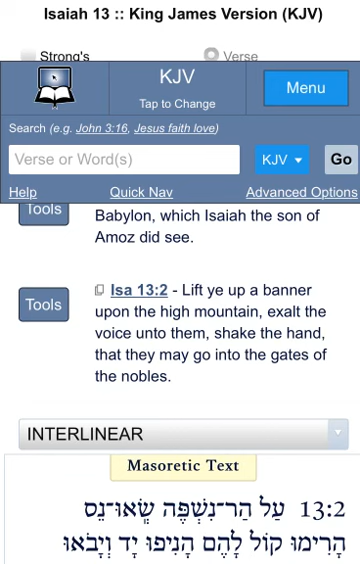 Isaiah 13 :: King James Version (KJV)
Strong's Verse
KJV
Tap to Change
Menu
Search (e.g. John 3:16, Jesus faith love)
Verse or Word(s)
KJV
Go
Help Quick Nav Advanced Options
Tools
Babylon, which Isaiah the son of
Amoz did see.
Tools
Isa 13:2 - Lift ye up a banner
upon the high mountain, exalt the
voice unto them, shake the hand,
that they may go into the gates of
the nobles.
INTERLINEAR
Masoretic Text
13:2 עַל הַר־נִשְׁפֶּה שְׂאוּ־נֵס
הָרִימוּ קוֹל לָהֶם הָנִיפוּ יָד וְיָבֹאוּ